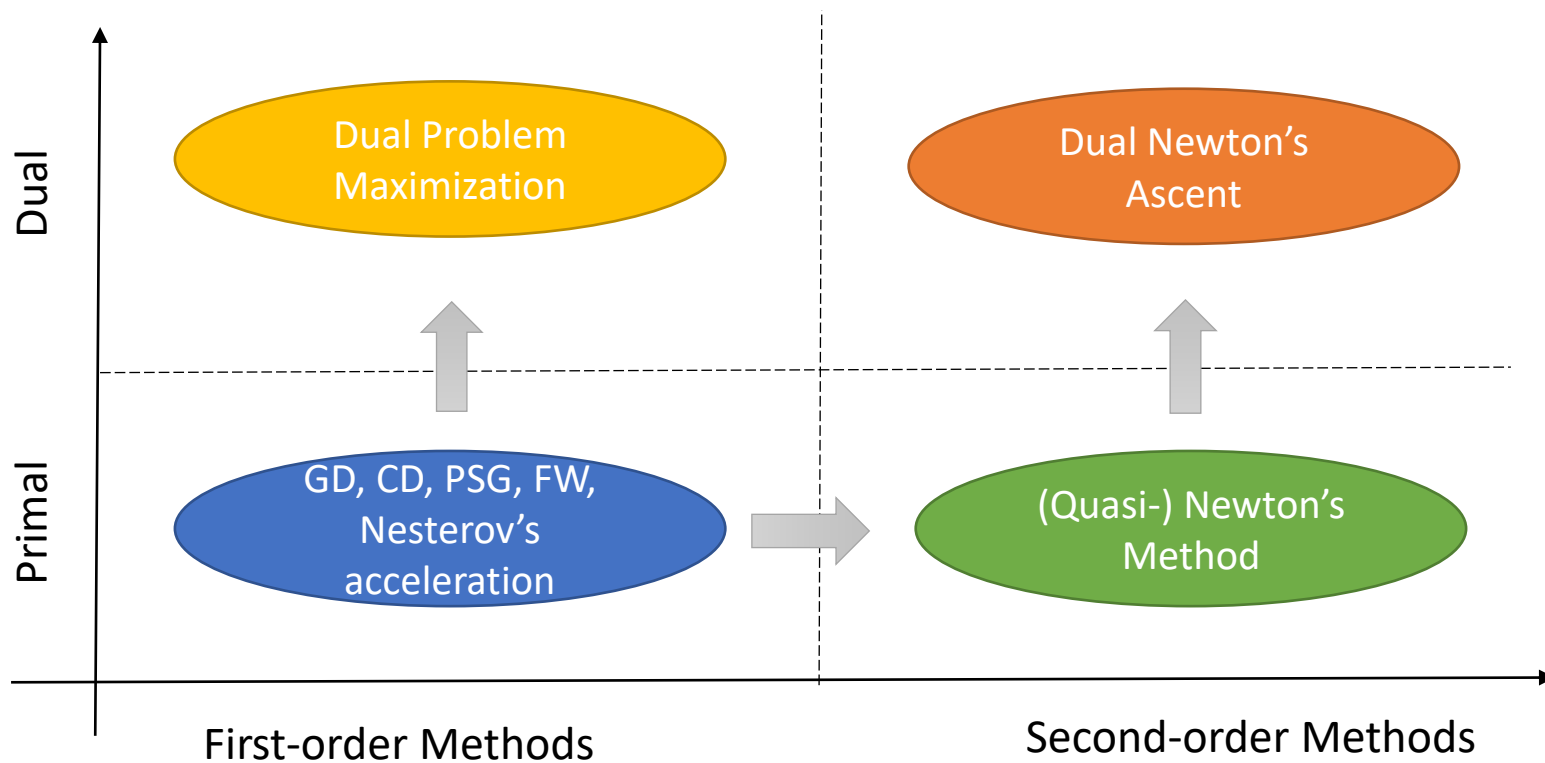 Dual
Dual Problem
Maximization
Dual Newton’s
Ascent
Primal
GD, CD, PSG, FW,
Nesterov’s
acceleration
(Quasi-) Newton’s
Method
First-order Methods
Second-order Methods